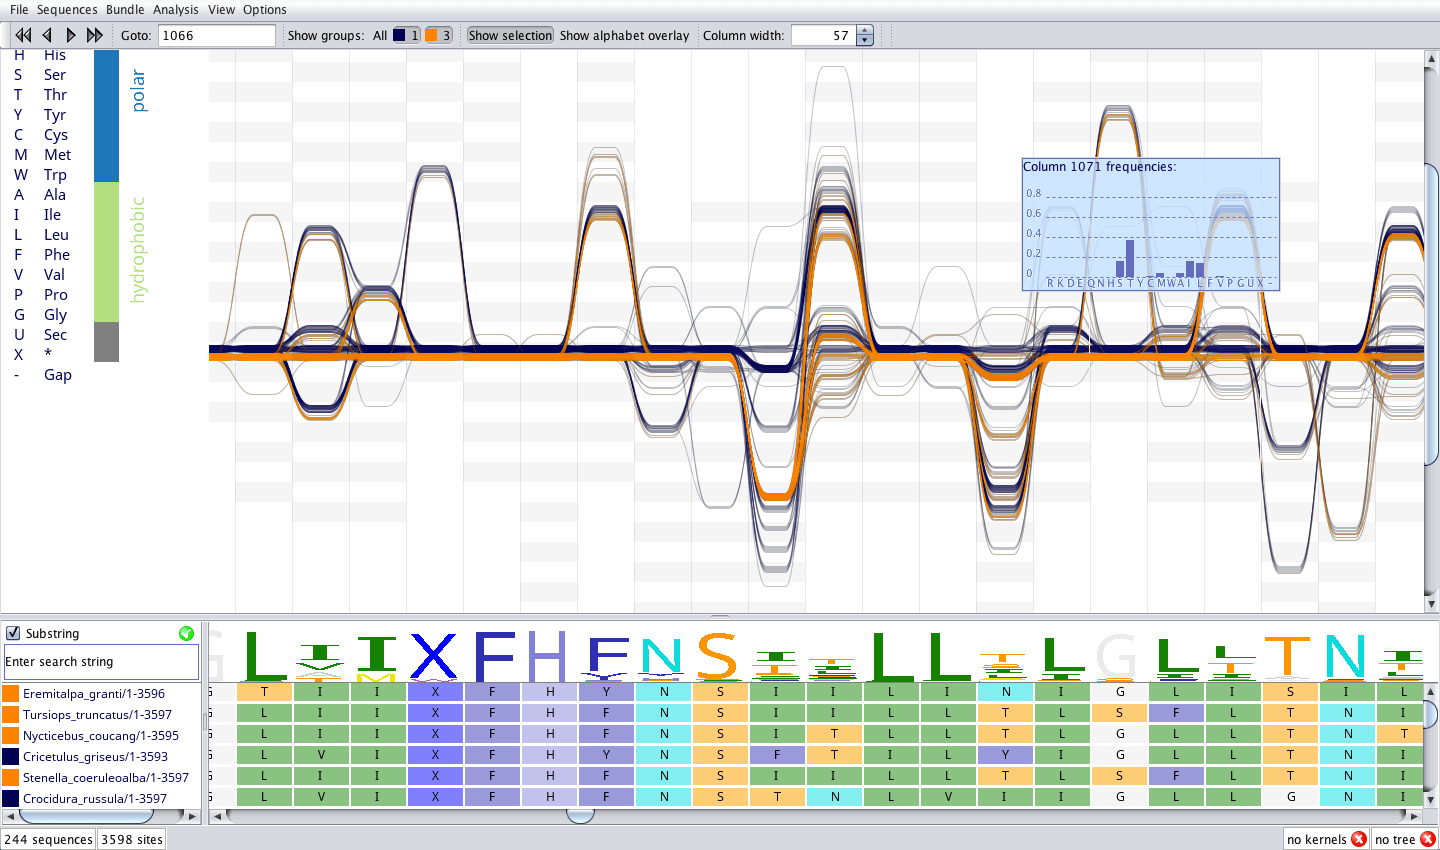 File Sequences Bundle Analysis View Options
Goto: 1066 Show groups: All 1 3 Show selection Show alphabet overlay Column width: 57
H His
S Ser
T Thr
Y Tyr
C Cys
M Met
W Trp
A Ala
I Ile
L Leu
F Phe
V Val
P Pro
G Gly
U Sec
X *
- Gap
polar
hydrophobic
Column 1071 frequencies:
0.8
0.6
0.4
0.2
0
R K D E Q N H S T Y C M W A I L F V P G U X -
Substring
Enter search string
Eremitalpa_granti/1-3596
Tursiops_truncatus/1-3597
Nycticebus_coucang/1-3595
Cricetulus_griseus/1-3593
Stenella_coeruleoalba/1-3597
Crocidura_russula/1-3597
G L I I X F H F N S I L L L G L T N I
G T I I X F H Y N S I I L I N I G L I S I L
G L I I X F H F N S I I L L T L S F L T N I
G L I I X F H F N S I T L L T L G L L T N T
G L V I X F H Y N S F T I L Y I G L L T N I
G L I I X F H F N S I I L L T L S F L T N I
G L V I X F H F N S T N L V I I G L L G N I
244 sequences 3598 sites no kernels no tree